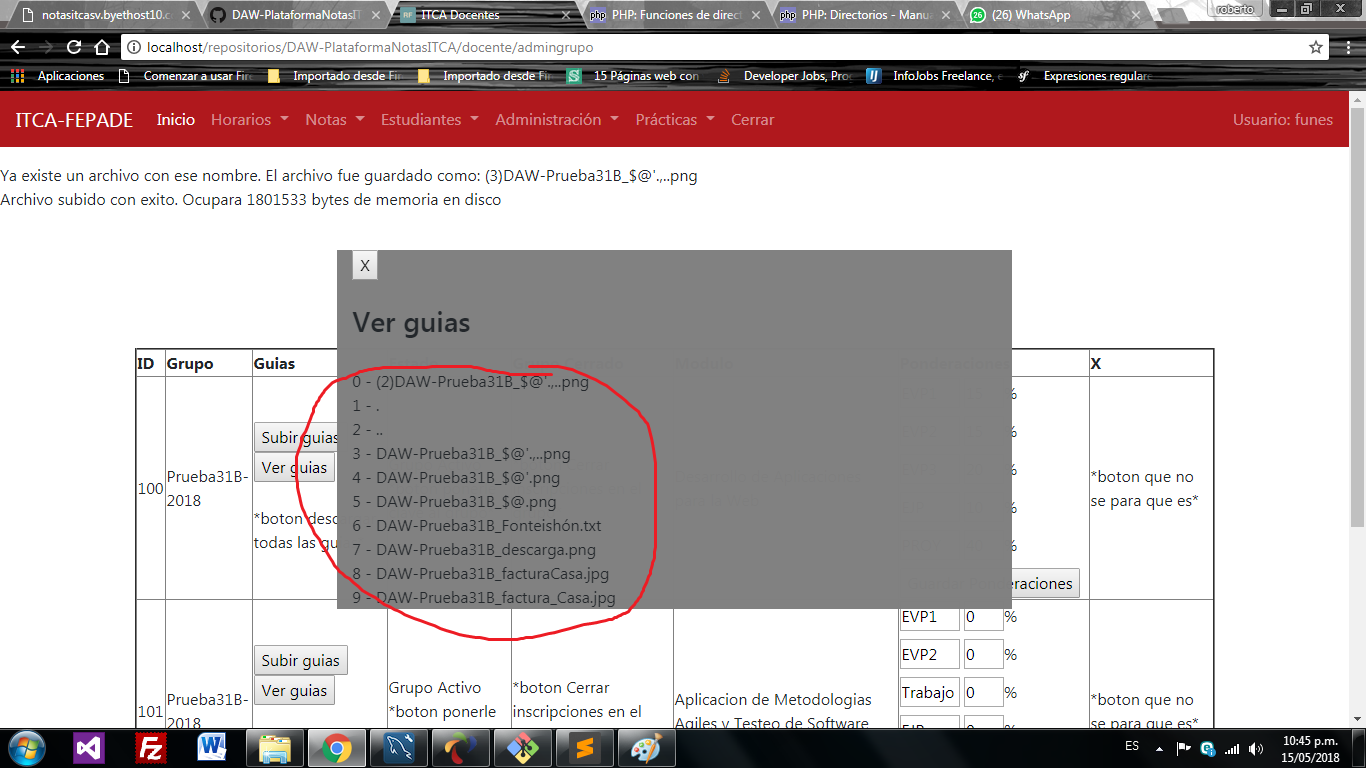 notasitcasv.byethost10.c
DAW-PlataformaNotasIT
ITCA Docentes
PHP: Funciones de direct
PHP: Directorios - Manua
(26) WhatsApp
roberto
localhost/repositorios/DAW-PlataformaNotasITCA/docente/admingrupo
Aplicaciones
Comenzar a usar Fire
Importado desde Fi
Importado desde Fi
15 Páginas web con
Developer Jobs, Pro
InfoJobs Freelance, e
Expresiones regulare
ITCA-FEPADE Inicio Horarios Notas Estudiantes Administración Prácticas Cerrar Usuario: funes
Ya existe un archivo con ese nombre. El archivo fue guardado como: (3)DAW-Prueba31B_$@'.,..png
Archivo subido con exito. Ocupara 1801533 bytes de memoria en disco
X
Ver guias
0 - (2)DAW-Prueba31B_$@'.,..png
1 - .
2 - ..
3 - DAW-Prueba31B_$@'.,..png
4 - DAW-Prueba31B_$@'.png
5 - DAW-Prueba31B_$@.png
6 - DAW-Prueba31B_Fonteishón.txt
7 - DAW-Prueba31B_descarga.png
8 - DAW-Prueba31B_facturaCasa.jpg
9 - DAW-Prueba31B_factura_Casa.jpg
ID Grupo Guias X
100
Prueba31B-
2018
Subir guias
Ver guias
*boton desc
todas las gu
%
%
%
%
%
eraciones
*boton que no
se para que es*
101
Prueba31B-
2018
Subir guias
Ver guias
Grupo Activo
*boton ponerle
*boton Cerrar
inscripciones en el
Aplicacion de Metodologias
Agiles y Testeo de Software
EVP1 0 %
EVP2 0 %
Trabajo 0 %
*boton que no
se para que es*
ES
10:45 p.m.
15/05/2018